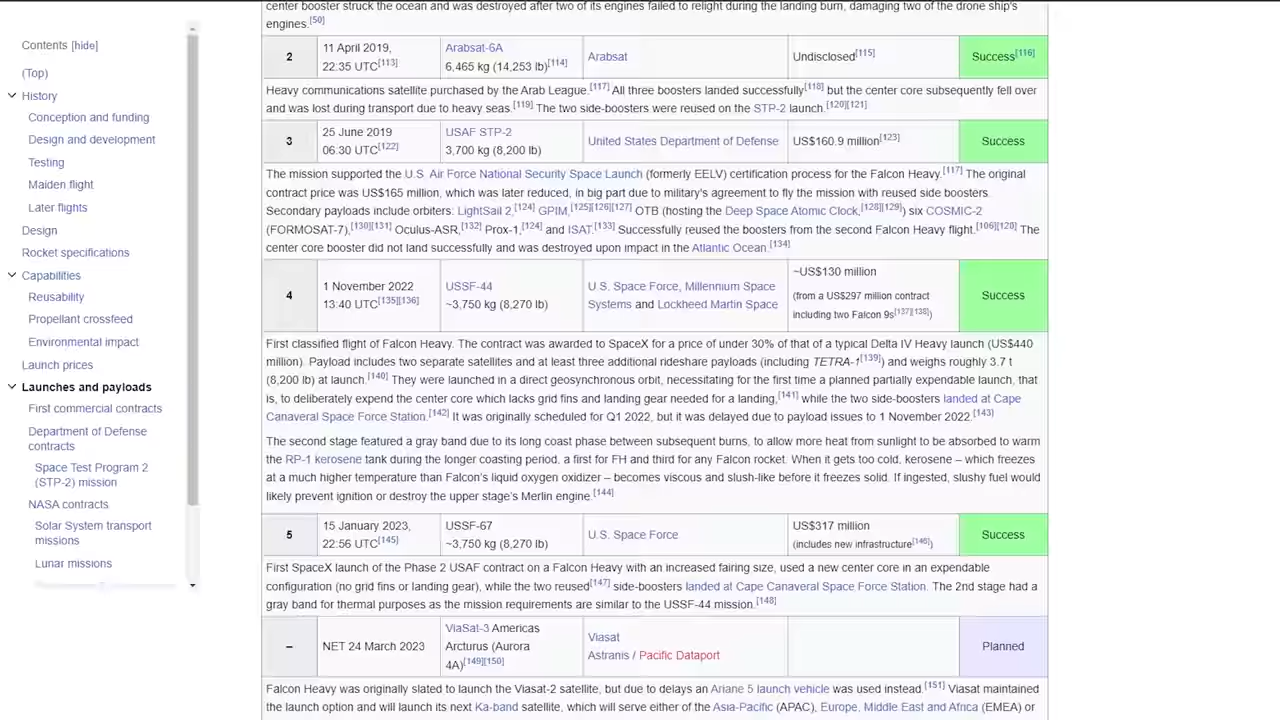 Contents [hide]
(Top)
History
Conception and funding
Design and development
Testing
Maiden flight
Later flights
Design
Rocket specifications
Capabilities
Reusability
Propellant crossfeed
Environmental impact
Launch prices
Launches and payloads
First commercial contracts
Department of Defense
contracts
Space Test Program 2
(STP-2) mission
NASA contracts
Solar System transport
missions
Lunar missions
center booster struck the ocean and was destroyed after two of its engines failed to relight during the landing burn, damaging two of the drone ship's
engines.[50]
2
11 April 2019,
22:35 UTC[113]
Arabsat-6A
6,465 kg (14,253 lb)[114]
Arabsat
Undisclosed[115]
Success[116]
Heavy communications satellite purchased by the Arab League.[117] All three boosters landed successfully[118] but the center core subsequently fell over
and was lost during transport due to heavy seas.[119] The two side-boosters were reused on the STP-2 launch.[120][121]
3
25 June 2019
06:30 UTC[122]
USAF STP-2
3,700 kg (8,200 lb)
United States Department of Defense
US$160.9 million[123]
Success
The mission supported the U.S. Air Force National Security Space Launch (formerly EELV) certification process for the Falcon Heavy.[117] The original
contract price was US$165 million, which was later reduced, in big part due to military's agreement to fly the mission with reused side boosters.
Secondary payloads include orbiters: LightSail 2,[124] GPIM,[125][126][127] OTB (hosting the Deep Space Atomic Clock,[128][129]) six COSMIC-2
(FORMOSAT-7),[130][131] Oculus-ASR,[132] Prox-1,[124] and ISAT.[133] Successfully reused the boosters from the second Falcon Heavy flight.[106][120] The
center core booster did not land successfully and was destroyed upon impact in the Atlantic Ocean.[134]
4
1 November 2022
13:40 UTC[135][136]
USSF-44
~3,750 kg (8,270 lb)
U.S. Space Force, Millennium Space
Systems and Lockheed Martin Space
~US$130 million
(from a US$297 million contract
including two Falcon 9s[137][138])
Success
First classified flight of Falcon Heavy. The contract was awarded to SpaceX for a price of under 30% of that of a typical Delta IV Heavy launch (US$440
million). Payload includes two separate satellites and at least three additional rideshare payloads (including TETRA-1[139]) and weighs roughly 3.7 t
(8,200 lb) at launch.[140] They were launched in a direct geosynchronous orbit, necessitating for the first time a planned partially expendable launch, that
is, to deliberately expend the center core which lacks grid fins and landing gear needed for a landing,[141] while the two side-boosters landed at Cape
Canaveral Space Force Station.[142] It was originally scheduled for Q1 2022, but it was delayed due to payload issues to 1 November 2022.[143]
The second stage featured a gray band due to its long coast phase between subsequent burns, to allow more heat from sunlight to be absorbed to warm
the RP-1 kerosene tank during the longer coasting period, a first for FH and third for any Falcon rocket. When it gets too cold, kerosene – which freezes
at a much higher temperature than Falcon's liquid oxygen oxidizer – becomes viscous and slush-like before it freezes solid. If ingested, slushy fuel would
likely prevent ignition or destroy the upper stage's Merlin engine.[144]
5
15 January 2023,
22:56 UTC[145]
USSF-67
~3,750 kg (8,270 lb)
U.S. Space Force
US$317 million
(includes new infrastructure[146])
Success
First SpaceX launch of the Phase 2 USAF contract on a Falcon Heavy with an increased fairing size, used a new center core in an expendable
configuration (no grid fins or landing gear), while the two reused[147] side-boosters landed at Cape Canaveral Space Force Station. The 2nd stage had a
gray band for thermal purposes as the mission requirements are similar to the USSF-44 mission.[148]
–
NET 24 March 2023
ViaSat-3 Americas
Arcturus (Aurora
4A)[149][150]
Viasat
Astranis / Pacific Dataport
Planned
Falcon Heavy was originally slated to launch the Viasat-2 satellite, but due to delays an Ariane 5 launch vehicle was used instead.[151] Viasat maintained
the launch option and will launch its next Ka-band satellite, which will serve either of the Asia-Pacific (APAC), Europe, Middle East and Africa (EMEA) or